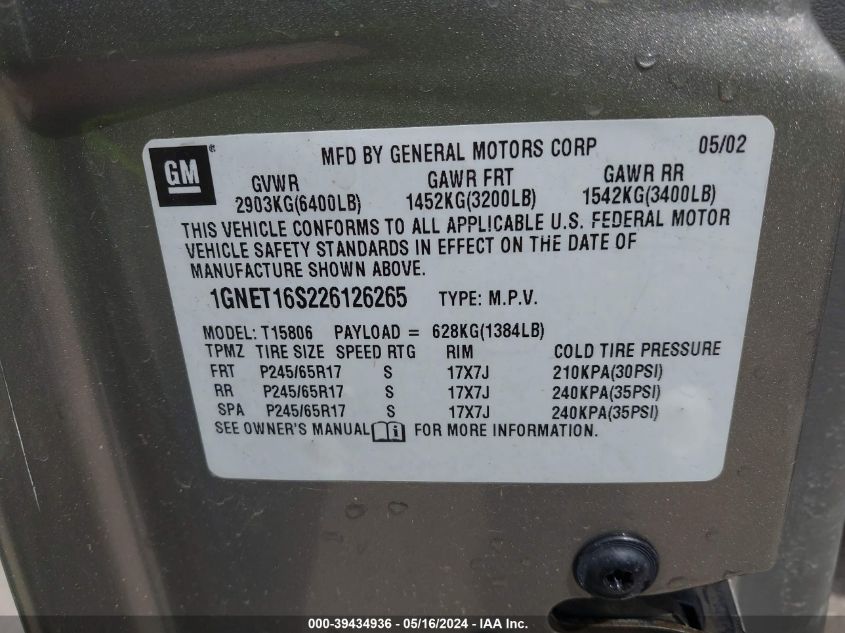 GM® MFD BY GENERAL MOTORS CORP 05/02
GVWR GAWR FRT GAWR RR
2903KG(6400LB) 1452KG(3200LB) 1542KG(3400LB)
THIS VEHICLE CONFORMS TO ALL APPLICABLE U.S. FEDERAL MOTOR
VEHICLE SAFETY STANDARDS IN EFFECT ON THE DATE OF
MANUFACTURE SHOWN ABOVE.
1GNET16S226126265 TYPE: M.P.V.
MODEL: T15806 PAYLOAD = 628KG(1384LB)
TPMZ TIRE SIZE SPEED RTG RIM COLD TIRE PRESSURE
FRT P245/65R17 S 17X7J 210KPA(30PSI)
RR P245/65R17 S 17X7J 240KPA(35PSI)
SPA P245/65R17 S 17X7J 240KPA(35PSI)
SEE OWNER'S MANUAL i FOR MORE INFORMATION.
000-39434936 - 05/16/2024 - IAA Inc.